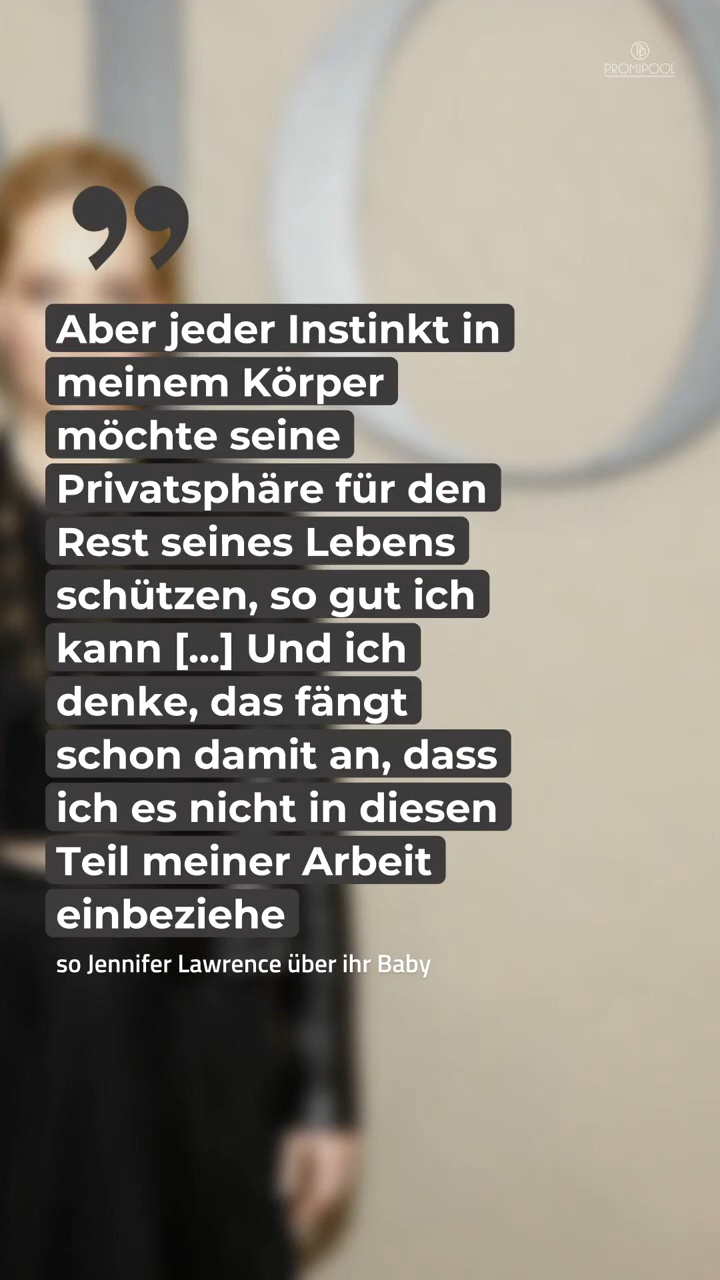 PROMIPOOL
”
Aber jeder Instinkt in
meinem Körper
möchte seine
Privatsphäre für den
Rest seines Lebens
schützen, so gut ich
kann [...] Und ich
denke, das fängt
schon damit an, dass
ich es nicht in diesen
Teil meiner Arbeit
einbeziehe
so Jennifer Lawrence über ihr Baby